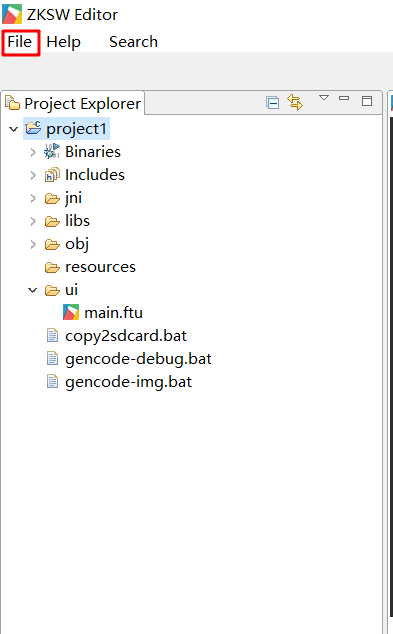 ZKSW Editor
File Help Search
Project Explorer
project1
Binaries
Includes
jni
libs
obj
resources
ui
main.ftu
copy2sdcard.bat
gencode-debug.bat
gencode-img.bat